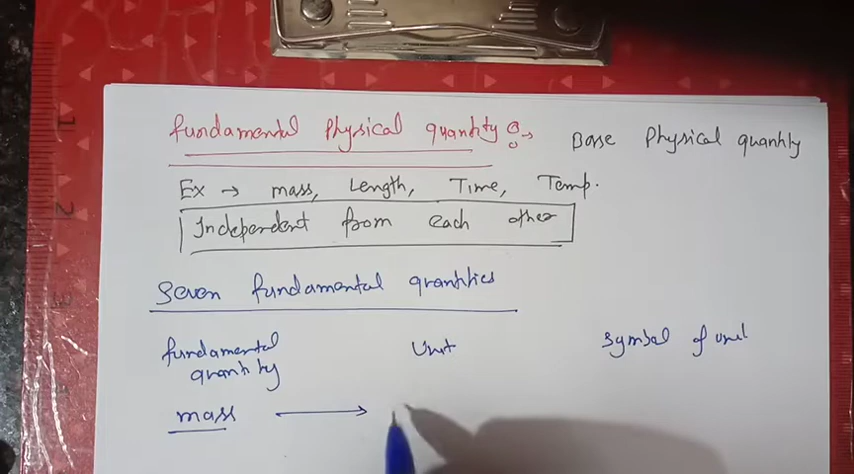 Fundamental Physical quantity :→ Base Physical quantity
Ex → mass, Length, Time, Temp.
Independent from each other
Seven fundamental quantities
fundamental quantity Unit Symbol of unit
mass →